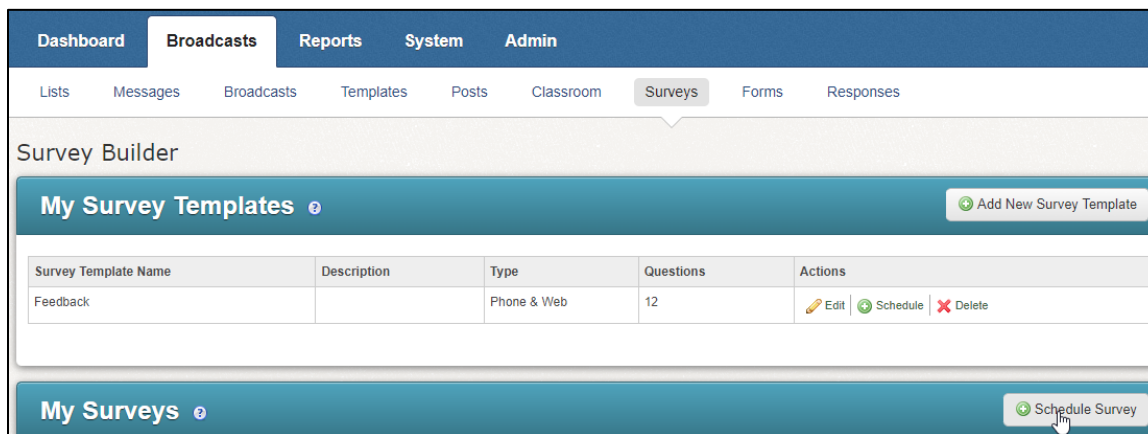 Dashboard Broadcasts Reports System Admin
Lists Messages Broadcasts Templates Posts Classroom Surveys Forms Responses
Survey Builder
My Survey Templates ? Add New Survey Template
Survey Template Name Description Type Questions Actions
Feedback Phone & Web 12 Edit Schedule Delete
My Surveys ? Schedule Survey